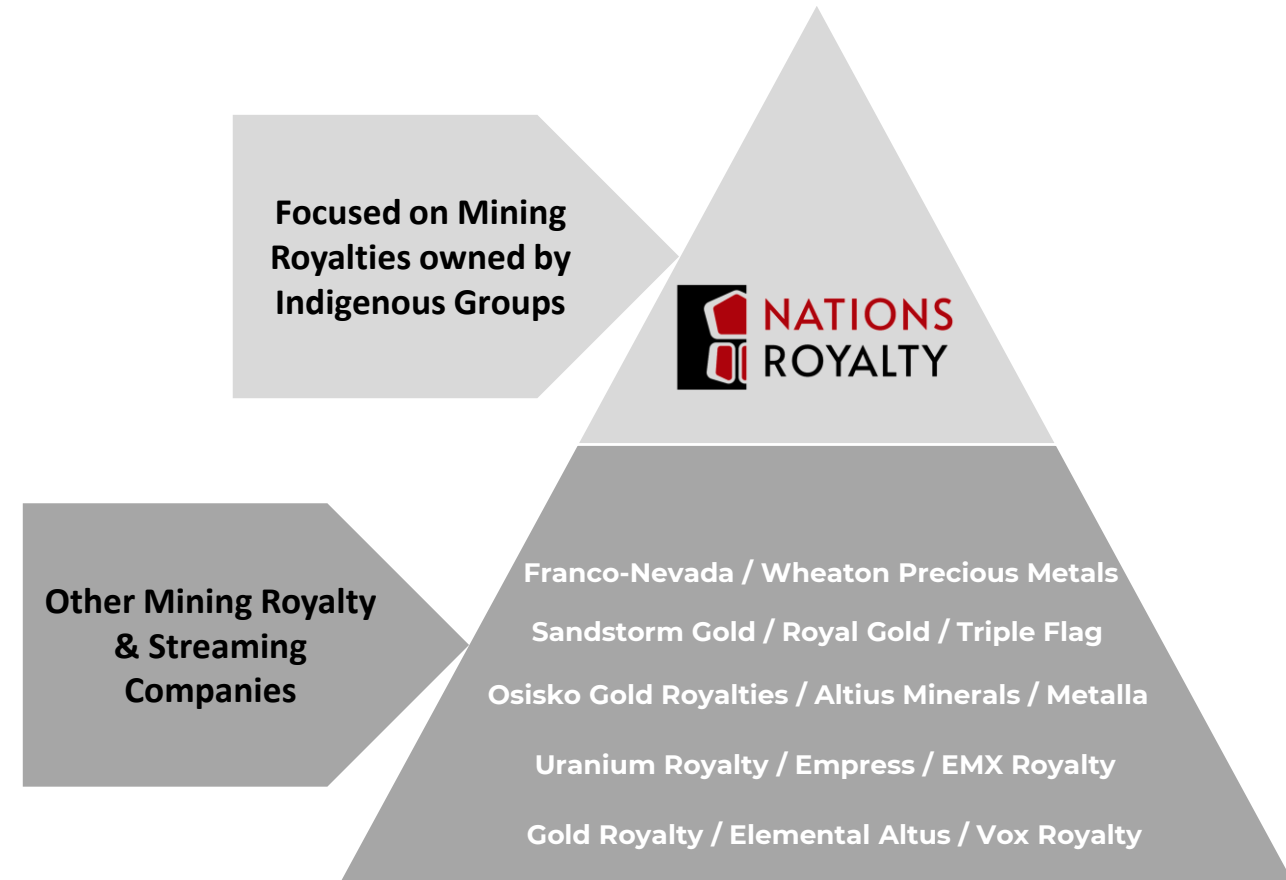 Focused on Mining
Royalties owned by
Indigenous Groups
NATIONS
ROYALTY
Other Mining Royalty
& Streaming
Companies
Franco-Nevada / Wheaton Precious Metals
Sandstorm Gold / Royal Gold / Triple Flag
Osisko Gold Royalties / Altius Minerals / Metalla
Uranium Royalty / Empress / EMX Royalty
Gold Royalty / Elemental Altus / Vox Royalty